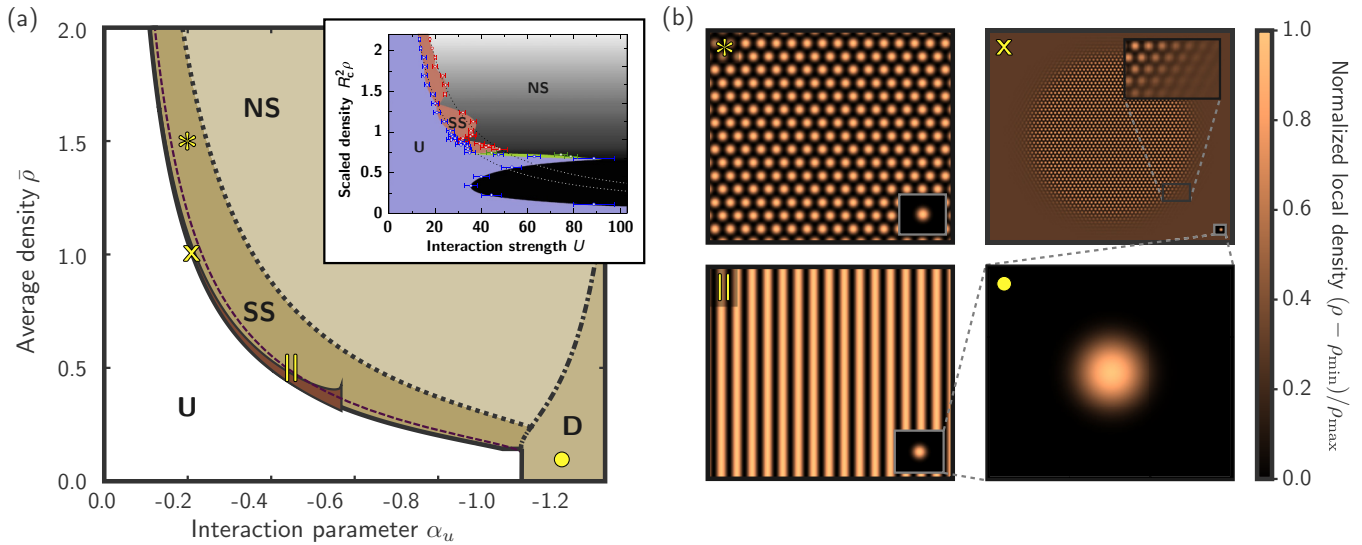 (a)
2.0
1.5
1.0
0.5
0.0
Average density ρ̄
0.0 -0.2 -0.4 -0.6 -0.8 -1.0 -1.2
Interaction parameter αᵤ
NS
SS
U
D
*
x
||
2
1.5
1
0.5
0
Scaled density R_c²ρ
0 20 40 60 80 100
Interaction strength U
NS
SS
U
(b)
*
x
||
1.0
0.8
0.6
0.4
0.2
0.0
Normalized local density (ρ − ρ_min)/ρ_max